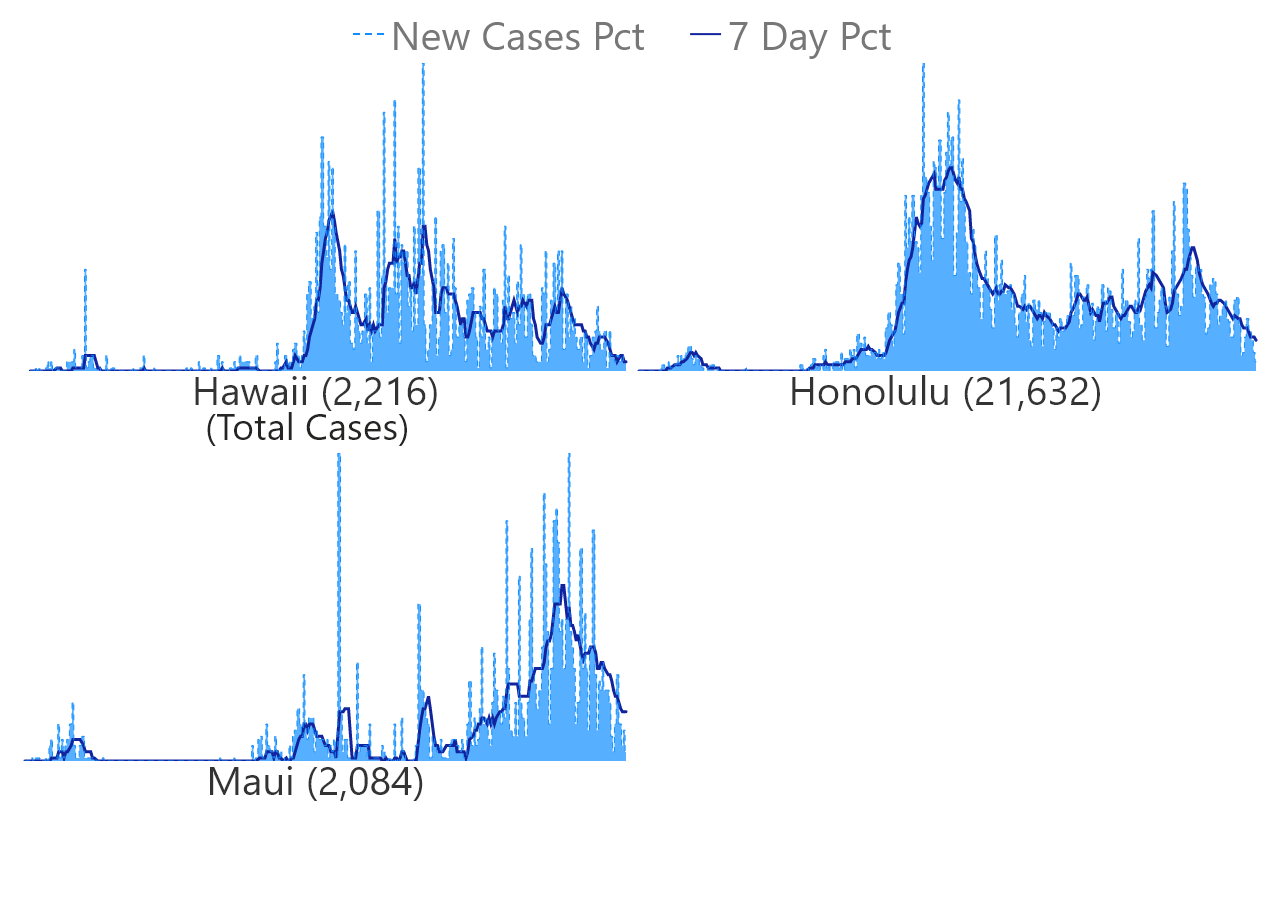 New Cases Pct 7 Day Pct
Hawaii (2,216)
(Total Cases)
Honolulu (21,632)
Maui (2,084)